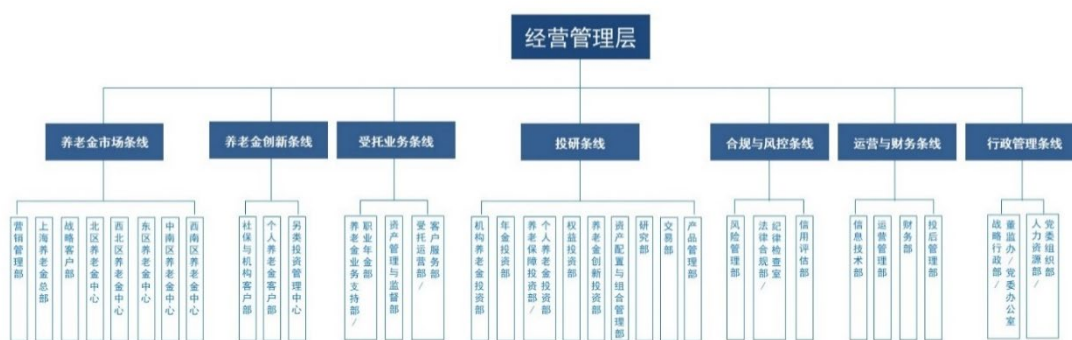 经营管理层
养老金市场条线
养老金创新条线
受托业务条线
投研条线
合规与风控条线
运营与财务条线
行政管理条线
营销管理部
上海养老金总部
战略客户部
北区养老金中心
西北区养老金中心
东区养老金中心
中南区养老金中心
西南区养老金中心
社保与机构客户部
个人养老金客户部
另类投资管理中心
养老金业务支持部/
职业年金部
资产管理与监督部
受托运营部/
客户服务部
机构养老金投资部
年金投资部
养老保障投资部/
个人养老金投资部
权益投资部
养老金创新投资部
资产配置与组合管理部
研究部
交易部
产品管理部
风险管理部
法律合规部/
纪律检查室
信用评估部
信息技术部
运营管理部
财务部
投后管理部
战略行政部/
董监办/党委办公室
人力资源部/
党委组织部